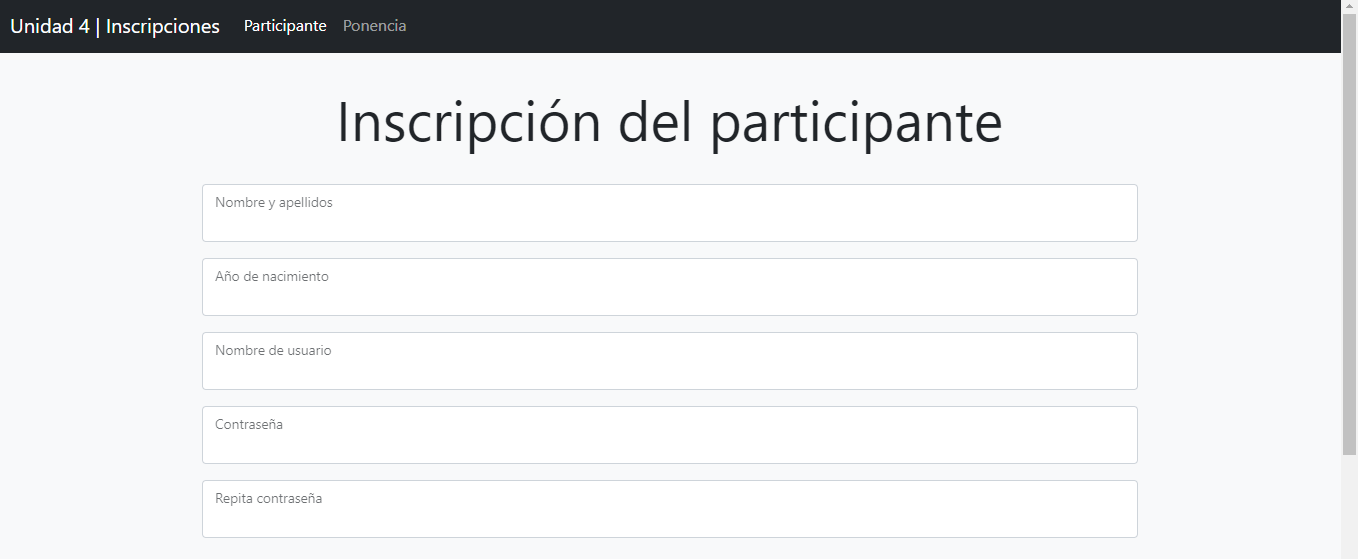 Unidad 4 | Inscripciones Participante Ponencia
Inscripción del participante
Nombre y apellidos
Año de nacimiento
Nombre de usuario
Contraseña
Repita contraseña